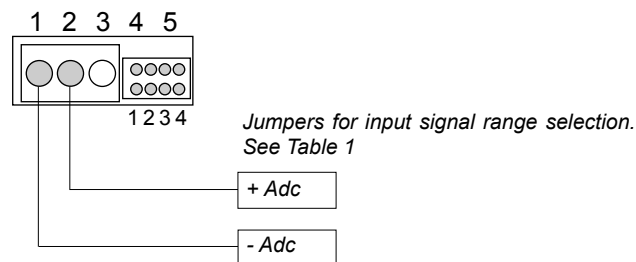 1 2 3 4 5
1 2 3 4
Jumpers for input signal range selection.
See Table 1
+ Adc
- Adc